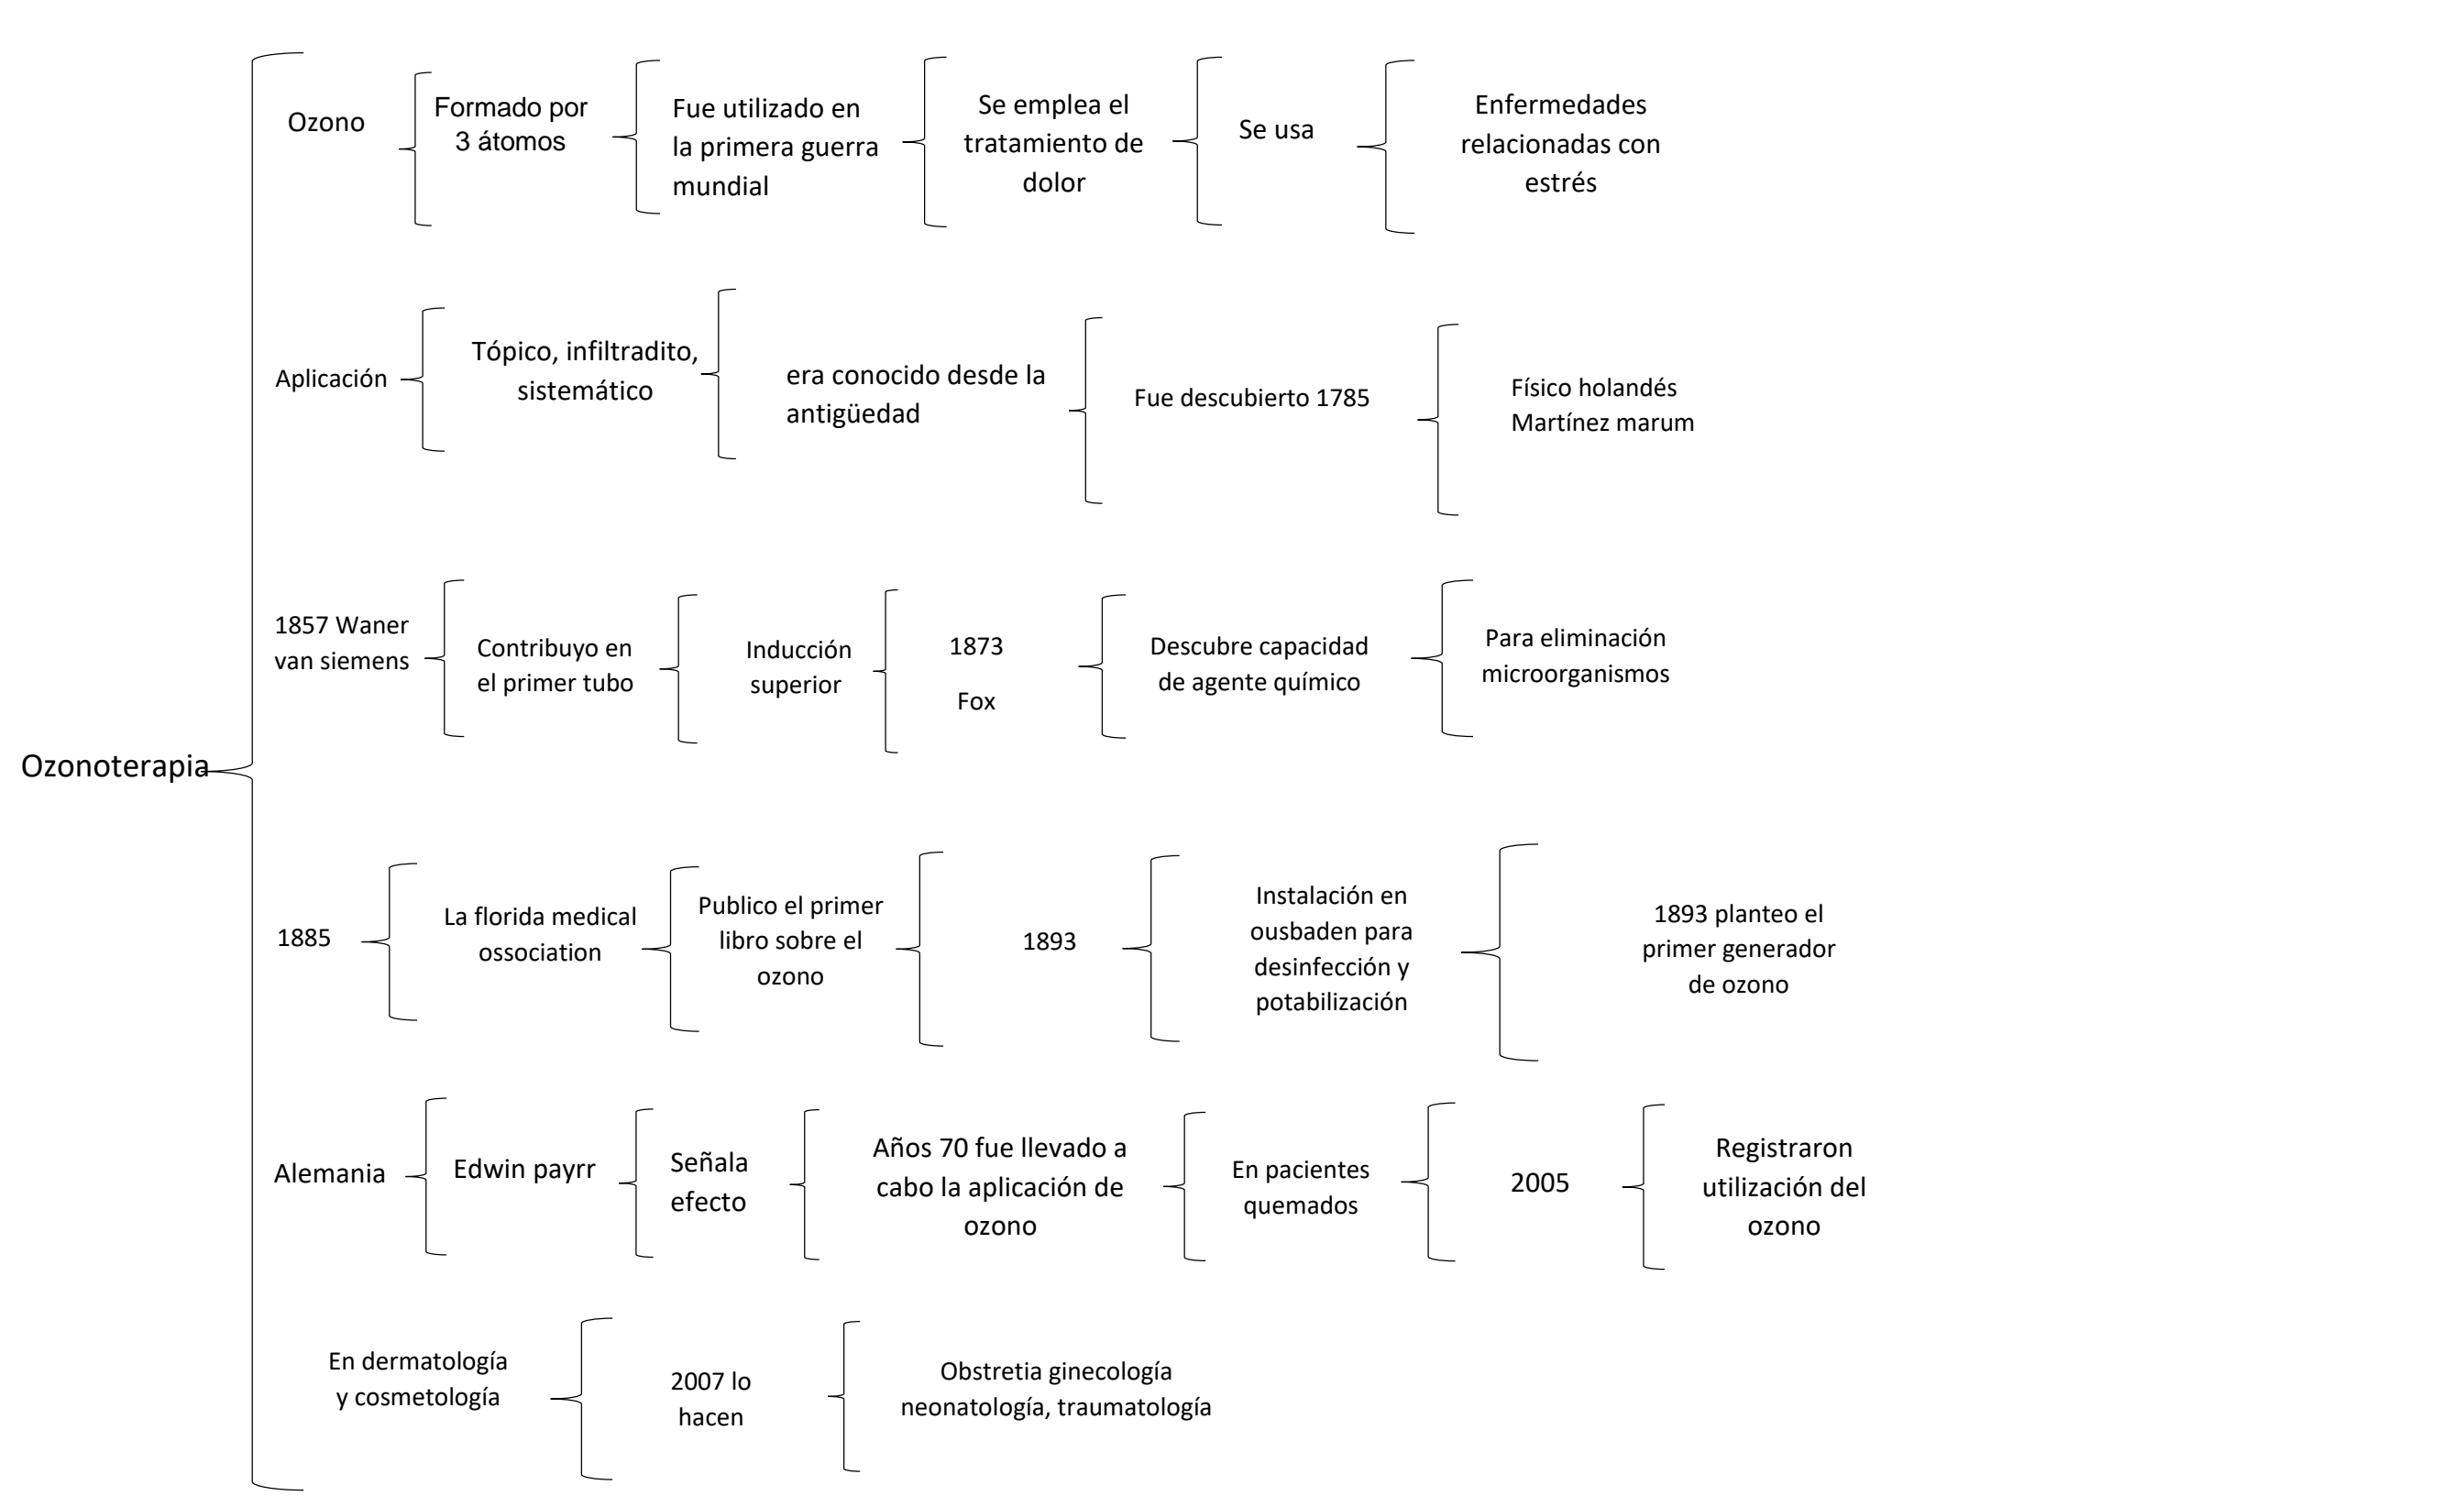 Ozono
Formado por
3 átomos
Fue utilizado en
la primera guerra
mundial
Se emplea el
tratamiento de
dolor
Se usa
Enfermedades
relacionadas con
estrés
Aplicación
Tópico, infiltradito,
sistemático
era conocido desde la
antigüedad
Fue descubierto 1785
Físico holandés
Martínez marum
1857 Waner
van siemens
Contribuyo en
el primer tubo
Inducción
superior
1873
Fox
Descubre capacidad
de agente químico
Para eliminación
microorganismos
Ozonoterapia
1885
La florida medical
ossociation
Publico el primer
libro sobre el
ozono
1893
Instalación en
ousbaden para
desinfección y
potabilización
1893 planteo el
primer generador
de ozono
Alemania
Edwin payrr
Señala
efecto
Años 70 fue llevado a
cabo la aplicación de
ozono
En pacientes
quemados
2005
Registraron
utilización del
ozono
En dermatología
y cosmetología
2007 lo
hacen
Obstretia ginecología
neonatología, traumatología